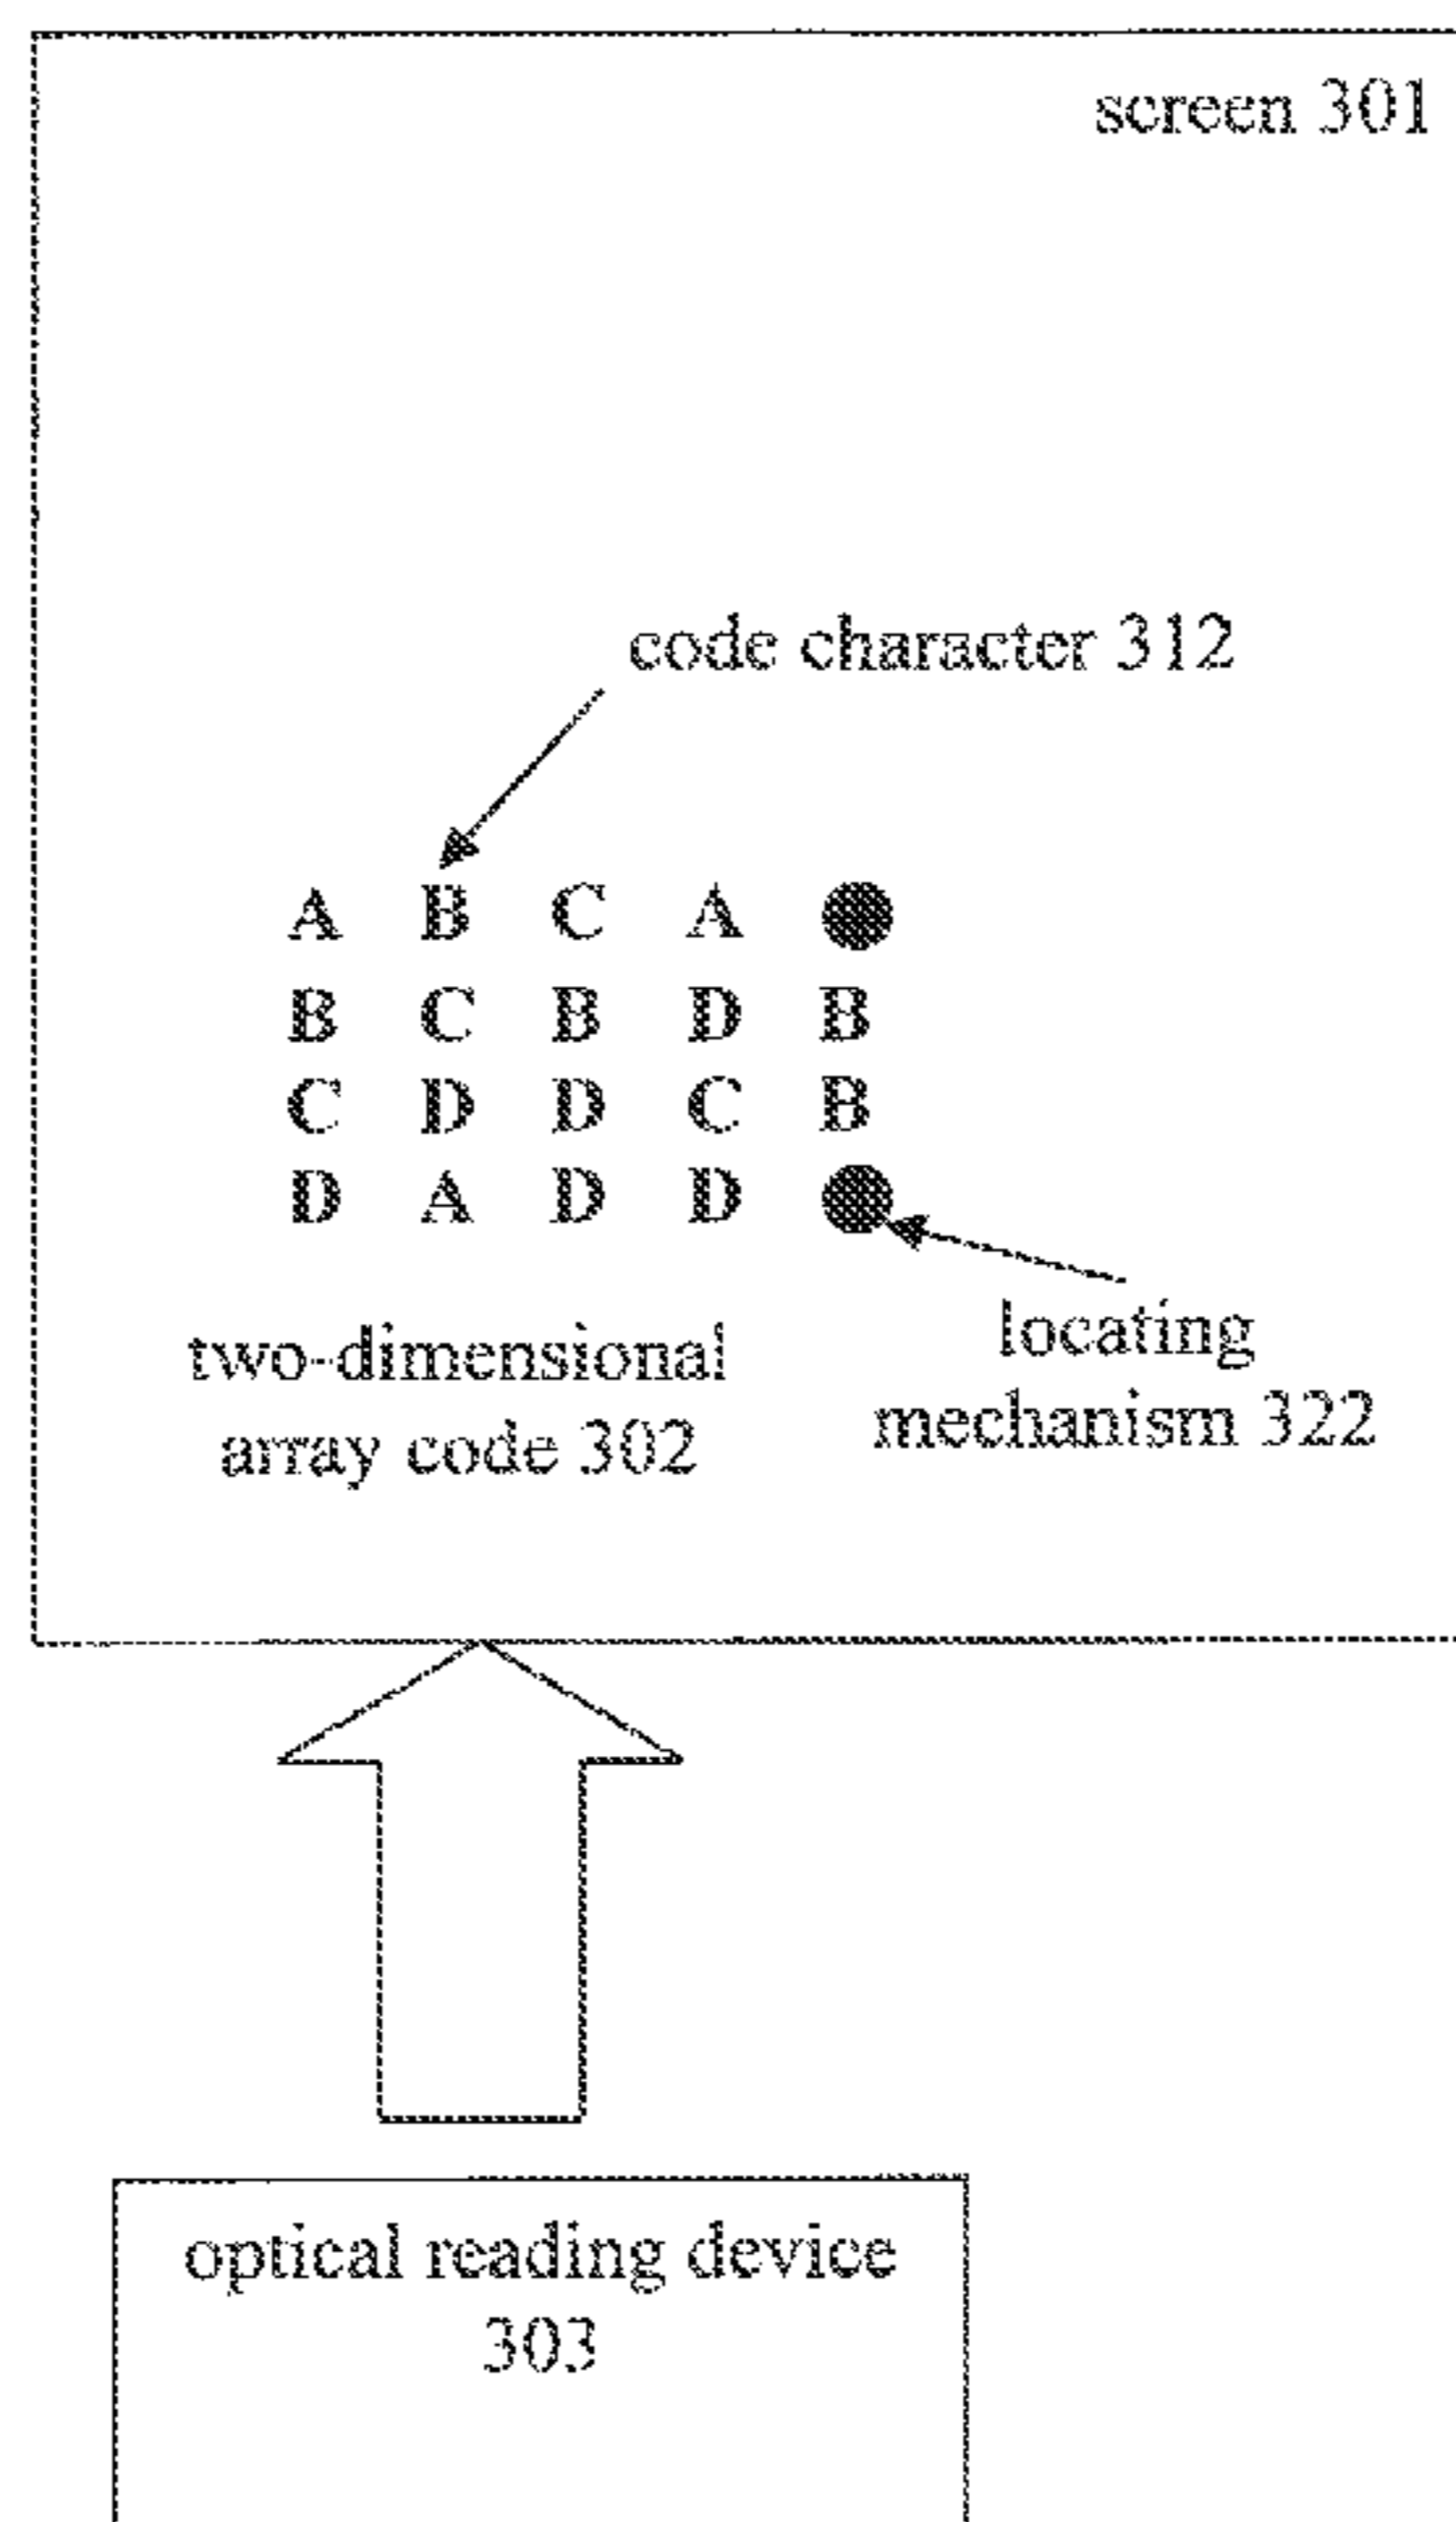 screen 301
code character 312
A B C A
B C B D B
C D D C B
D A D D
two-dimensional
array code 302
locating
mechanism 322
optical reading device
303